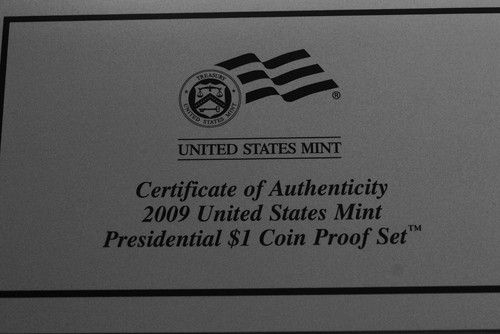 TREASURY
UNITED STATES MINT
®
UNITED STATES MINT
Certificate of Authenticity
2009 United States Mint
Presidential $1 Coin Proof Set™